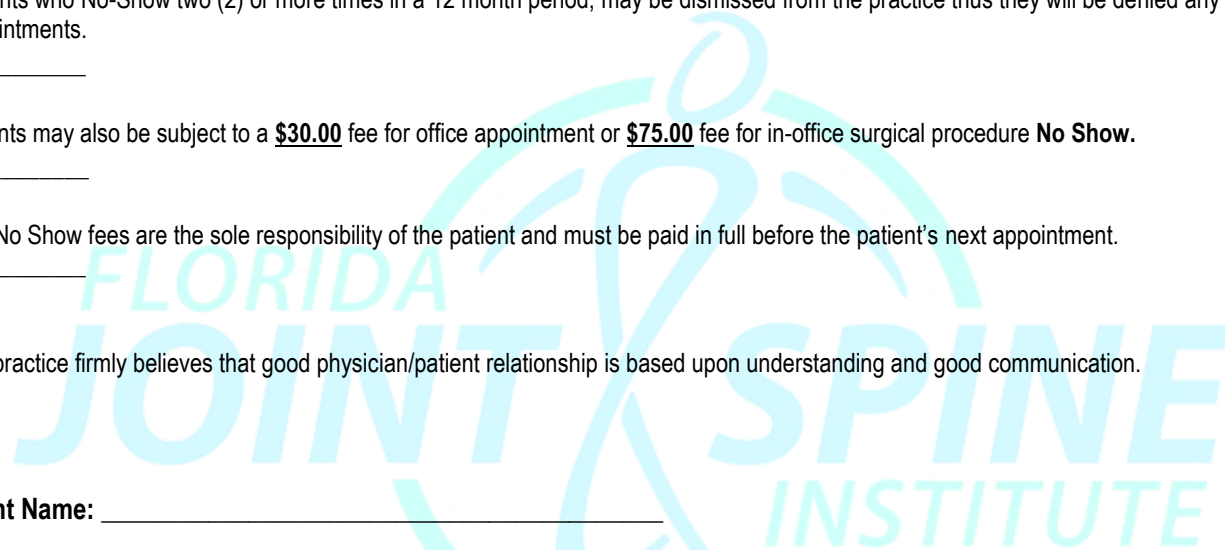 nts who No-Show two (2) or more times in a 12 month period, may be dismissed from the practice thus they will be denied any
intments.
_______
nts may also be subject to a $30.00 fee for office appointment or $75.00 fee for in-office surgical procedure No Show.
_______
No Show fees are the sole responsibility of the patient and must be paid in full before the patient's next appointment.
_______
FLORIDA
JOINT SPINE
INSTITUTE
practice firmly believes that good physician/patient relationship is based upon understanding and good communication.
nt Name: ______________________________________